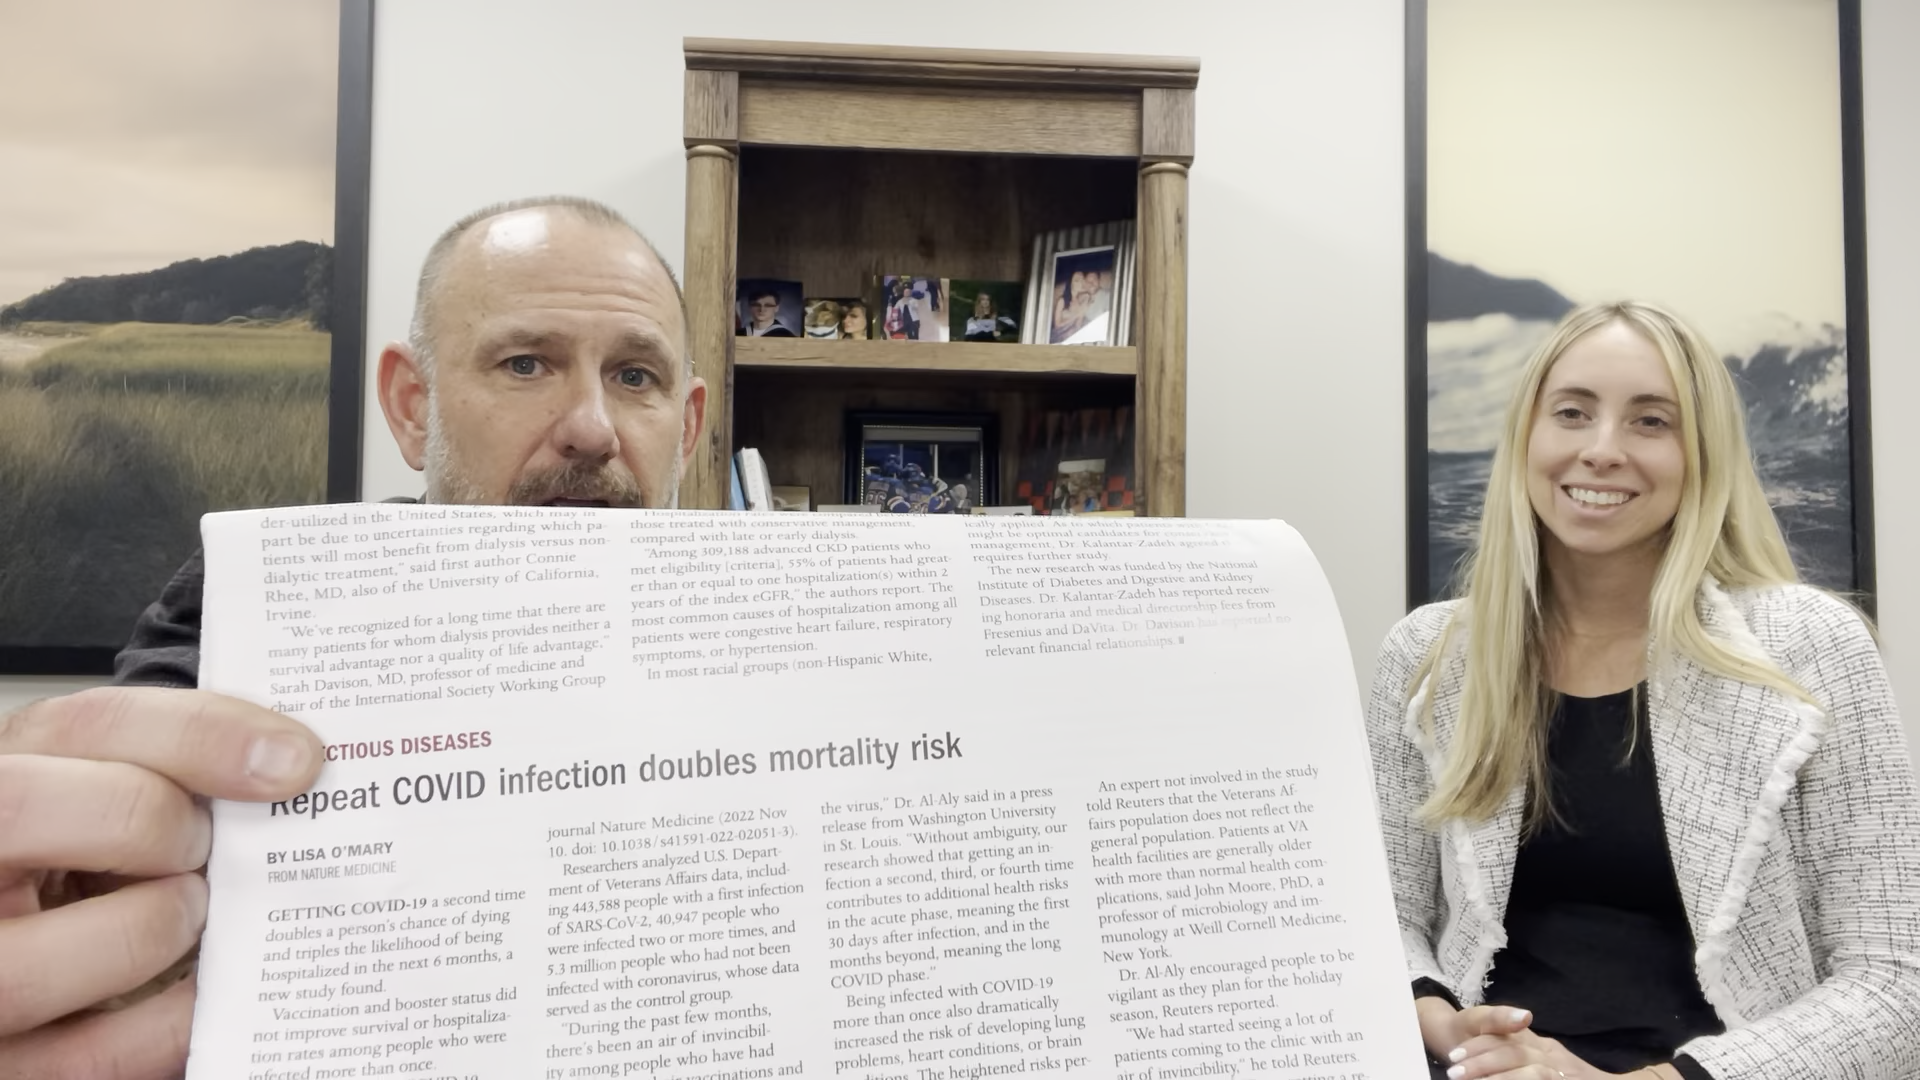 der-utilized in the United States, which may in
part be due to uncertainties regarding which pa-
tients will most benefit from dialysis versus non-
dialytic treatment," said first author Connie
Rhee, MD, also of the University of California,
Irvine.
"We've recognized for a long time that there are
many patients for whom dialysis provides neither a
survival advantage nor a quality of life advantage,"
Sarah Davison, MD, professor of medicine and
chair of the International Society Working Group
Hospitalization rates were compared between
those treated with conservative management,
compared with late or early dialysis.
"Among 309,188 advanced CKD patients who
met eligibility [criteria], 55% of patients had great-
er than or equal to one hospitalization(s) within 2
years of the index eGFR," the authors report. The
most common causes of hospitalization among all
patients were congestive heart failure, respiratory
symptoms, or hypertension.
In most racial groups (non-Hispanic White,
ically applied. As to which patients with
might be optimal candidates for
management, Dr. Kalantar-Zadeh agreed
requires further study.
The new research was funded by the National
Institute of Diabetes and Digestive and Kidney
Diseases. Dr. Kalantar-Zadeh has reported receiv-
ing honoraria and medical directorship fees from
Fresenius and DaVita. Dr. Davison has reported no
relevant financial relationships.
ECTIOUS DISEASES
Repeat COVID infection doubles mortality risk
BY LISA O'MARY
FROM NATURE MEDICINE
GETTING COVID-19 a second time
doubles a person's chance of dying
and triples the likelihood of being
hospitalized in the next 6 months, a
new study found.
Vaccination and booster status did
not improve survival or hospitaliza-
tion rates among people who were
infected more than once.
journal Nature Medicine (2022 Nov
10. doi: 10.1038/s41591-022-02051-3).
Researchers analyzed U.S. Depart-
ment of Veterans Affairs data, includ-
ing 443,588 people with a first infection
of SARS-CoV-2, 40,947 people who
were infected two or more times, and
5.3 million people who had not been
infected with coronavirus, whose data
served as the control group.
"During the past few months,
there's been an air of invincibil-
ity among people who have had
vaccinations and
the virus," Dr. Al-Aly said in a press
release from Washington University
in St. Louis. "Without ambiguity, our
research showed that getting an in-
fection a second, third, or fourth time
contributes to additional health risks
in the acute phase, meaning the first
30 days after infection, and in the
months beyond, meaning the long
COVID phase."
Being infected with COVID-19
more than once also dramatically
increased the risk of developing lung
problems, heart conditions, or brain
The heightened risks per-
An expert not involved in the study
told Reuters that the Veterans Af-
fairs population does not reflect the
general population. Patients at VA
health facilities are generally older
with more than normal health com-
plications, said John Moore, PhD, a
professor of microbiology and im-
munology at Weill Cornell Medicine,
New York.
Dr. Al-Aly encouraged people to be
vigilant as they plan for the holiday
season, Reuters reported.
"We had started seeing a lot of
patients coming to the clinic with an
air of invincibility," he told Reuters.